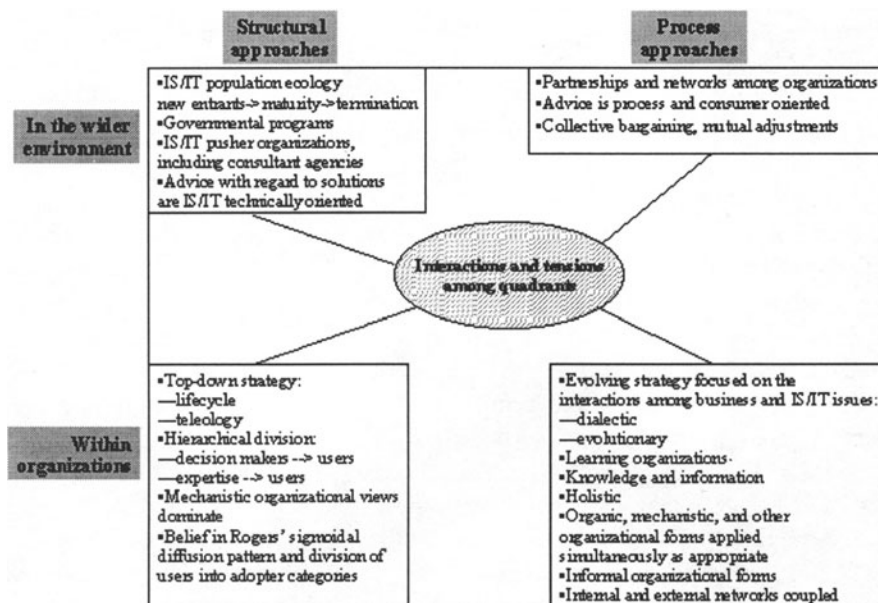 Structural
approaches
Process
approaches
In the wider
environment
▪IS/IT population ecology
new entrants-> maturity->termination
▪Governmental programs
▪IS/IT pusher organizations,
including consultant agencies
▪Advice with regard to solutions
are IS/IT technically oriented
▪Partnerships and networks among organizations
▪Advice is process and consumer oriented
▪Collective bargaining, mutual adjustments
Interactions and tensions
among quadrants
Within
organizations
▪Top-down strategy:
—lifecycle
—teleology
▪Hierarchical division:
—decision makers --> users
—expertise --> users
▪Mechanistic organizational views
dominate
▪Belief in Rogers' sigmoidal
diffusion pattern and division of
users into adopter categories
▪Evolving strategy focused on the
interactions among business and IS/IT issues:
—dialectic
—evolutionary
▪Learning organizations
▪Knowledge and information
▪Holistic
▪Organic, mechanistic, and other
organizational forms applied
simultaneously as appropriate
▪Informal organizational forms
▪Internal and external networks coupled